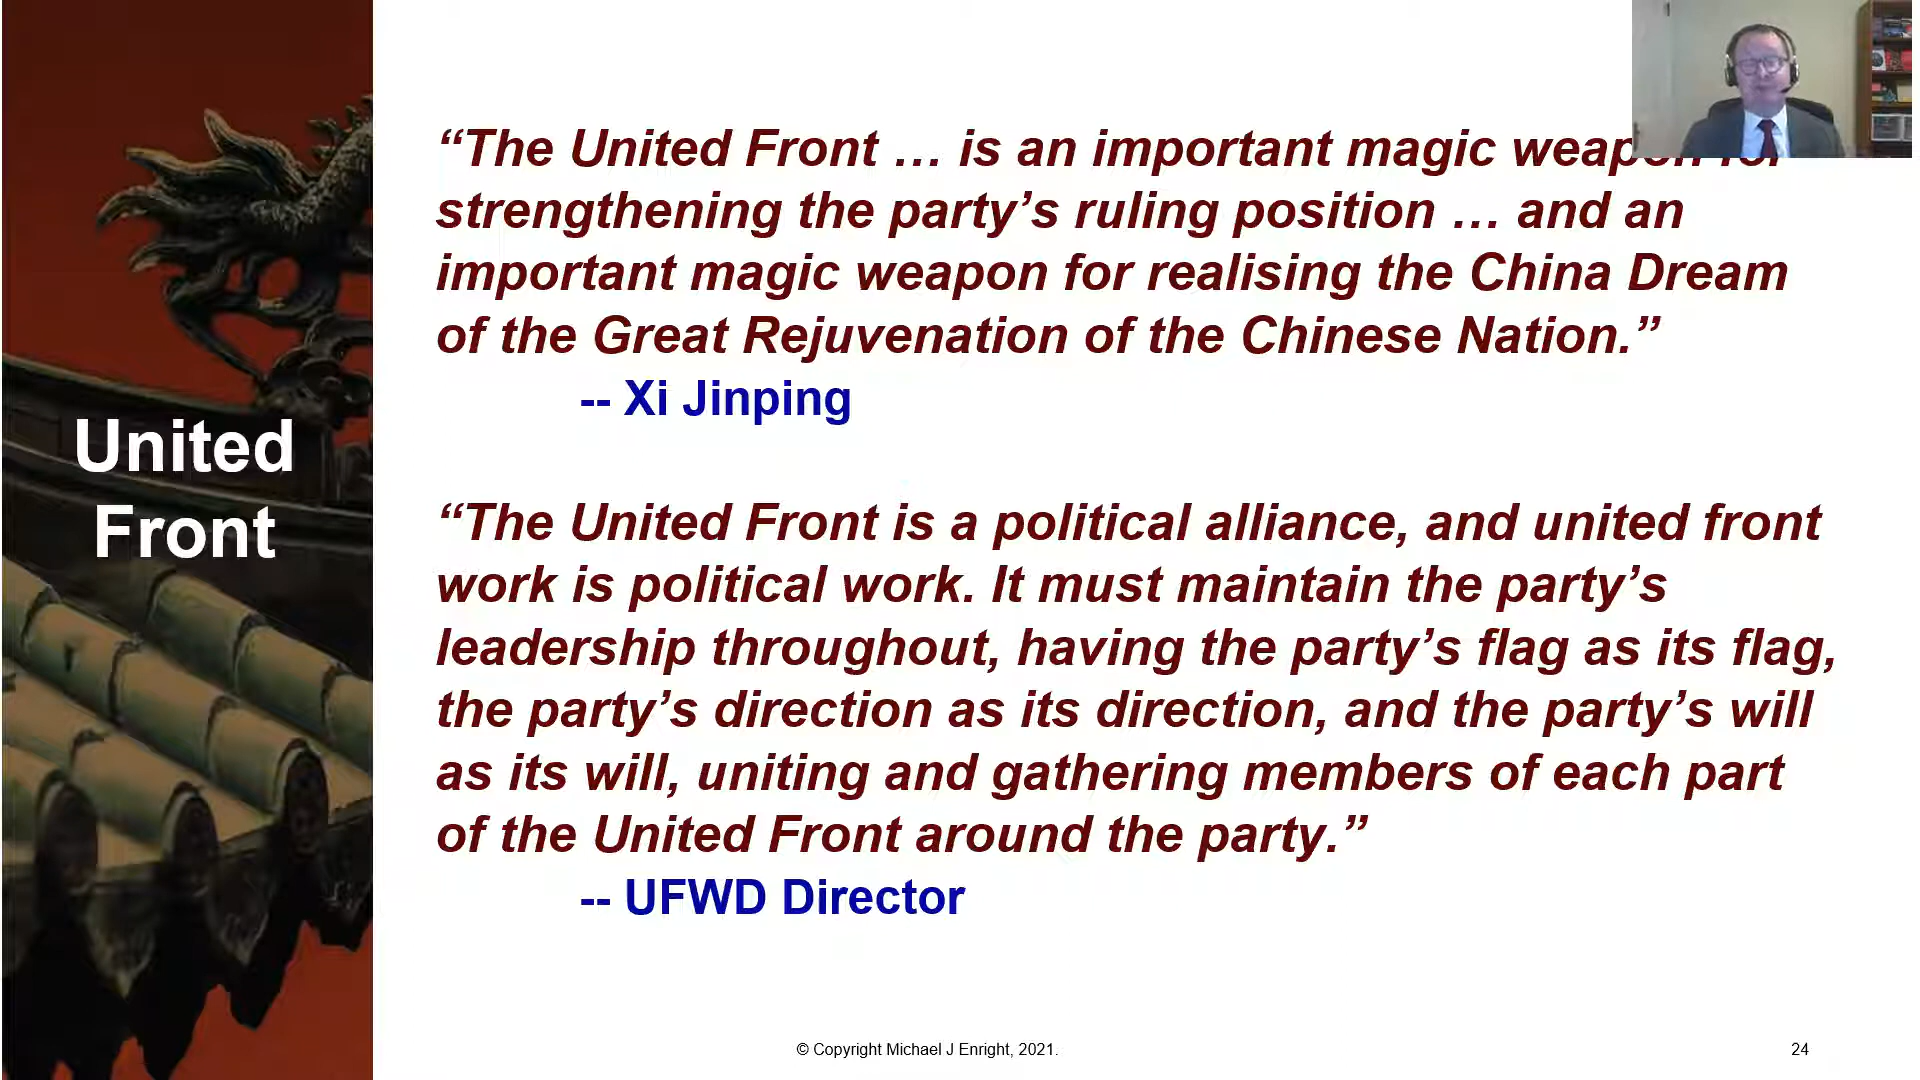 United
Front
“The United Front … is an important magic weapon for
strengthening the party’s ruling position … and an
important magic weapon for realising the China Dream
of the Great Rejuvenation of the Chinese Nation.”
-- Xi Jinping
“The United Front is a political alliance, and united front
work is political work. It must maintain the party’s
leadership throughout, having the party’s flag as its flag,
the party’s direction as its direction, and the party’s will
as its will, uniting and gathering members of each part
of the United Front around the party.”
-- UFWD Director
© Copyright Michael J Enright, 2021.
24